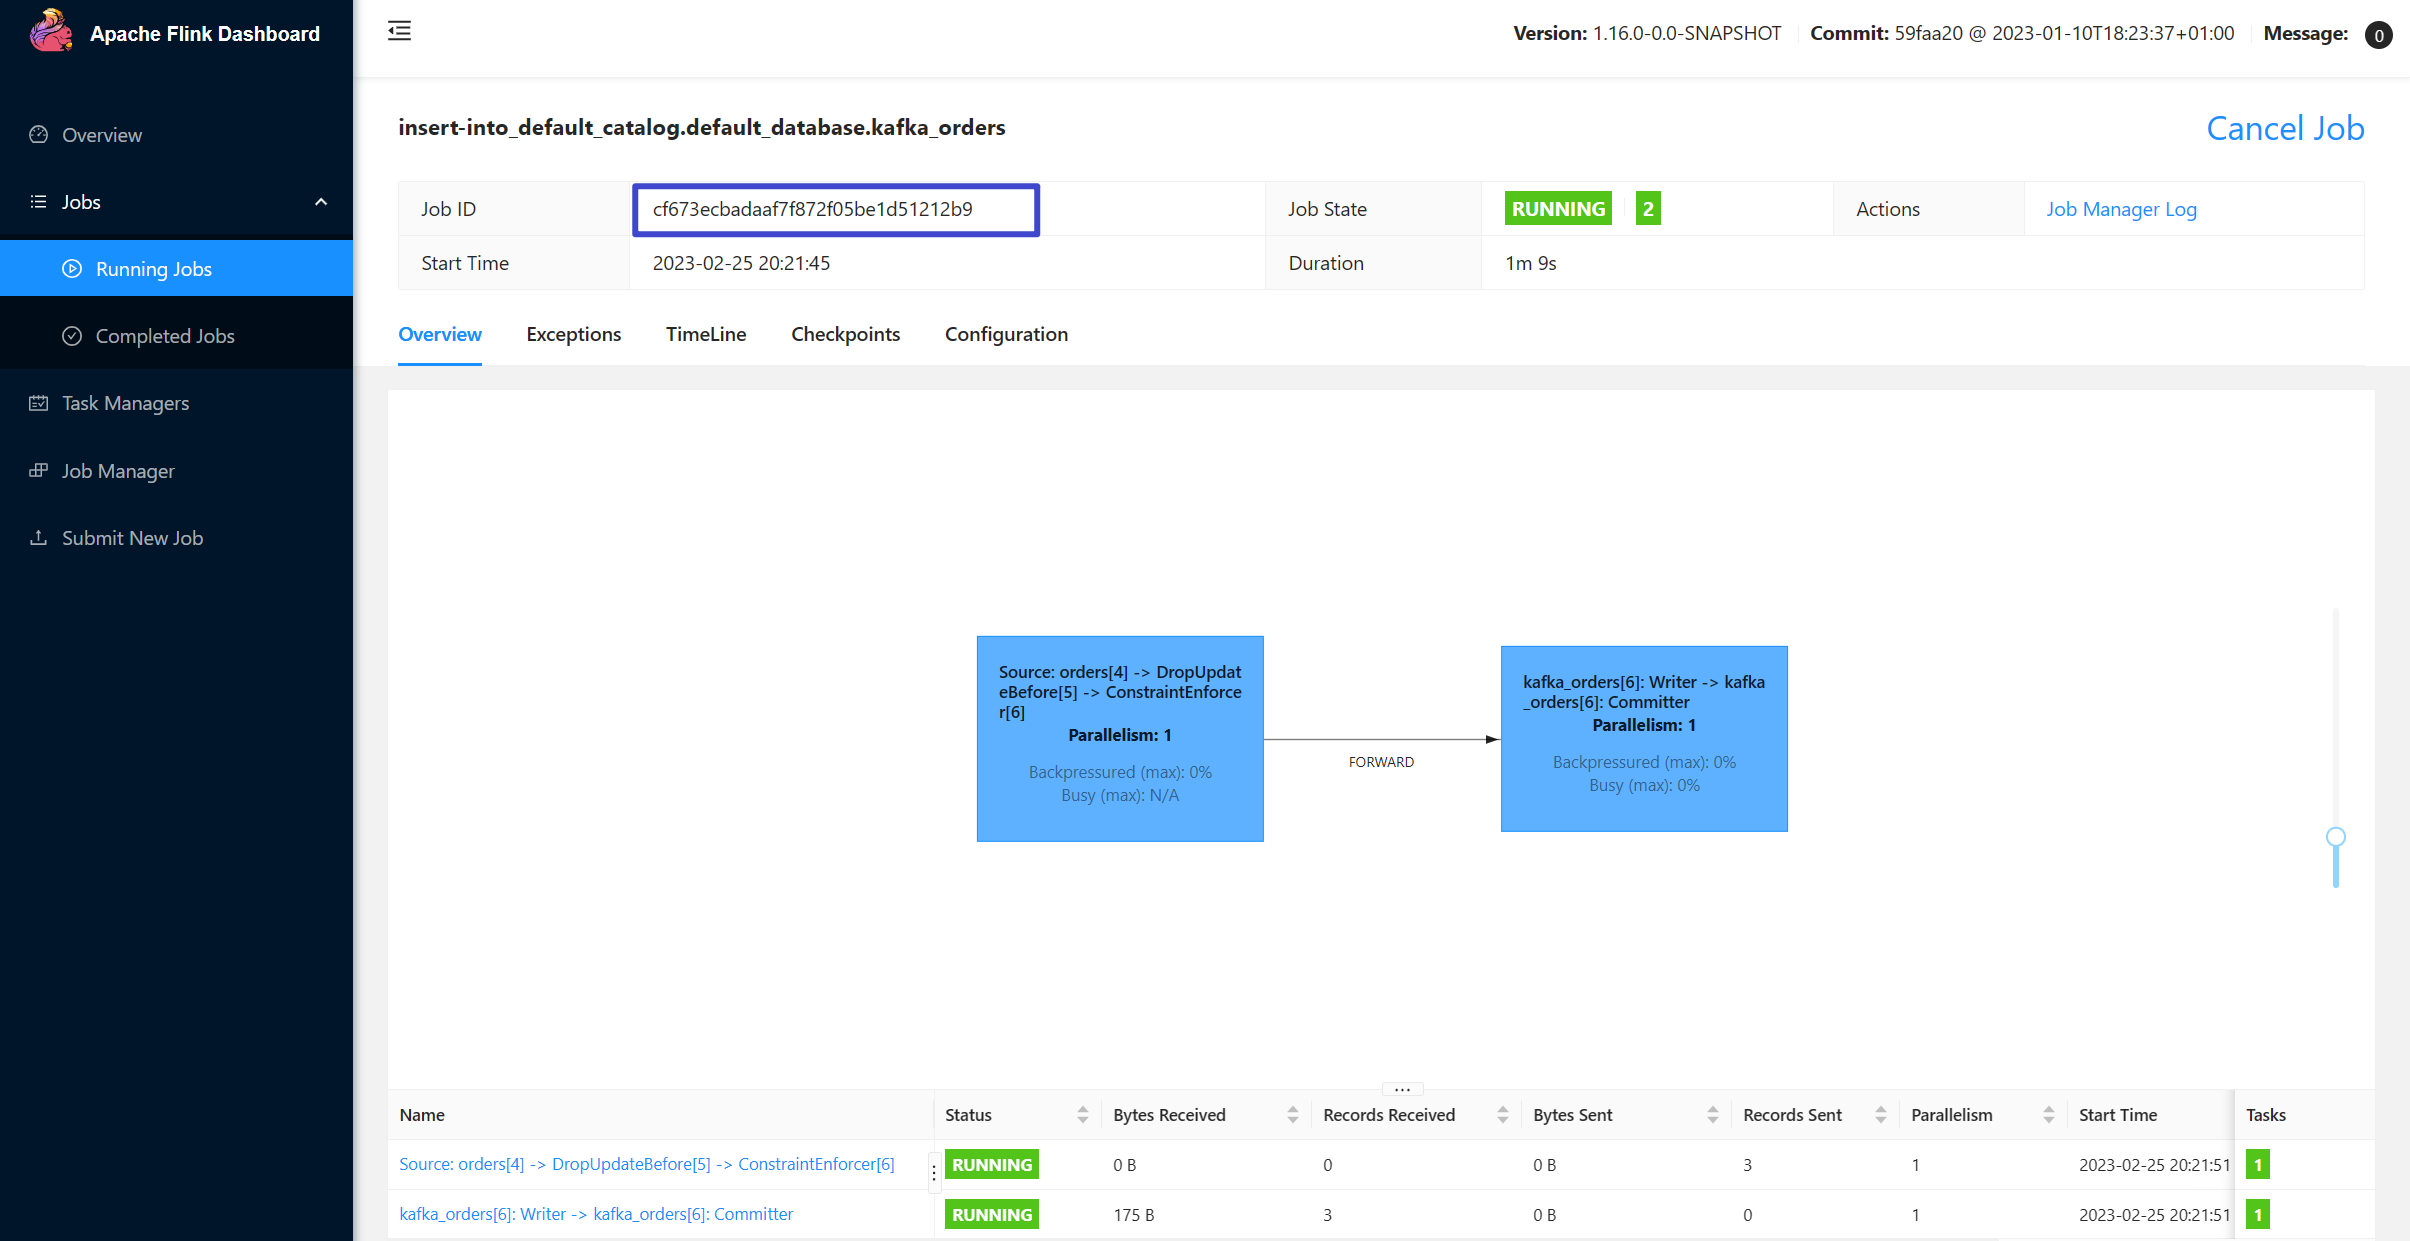 Apache Flink Dashboard
Version: 1.16.0-0.0-SNAPSHOT Commit: 59faa20 @ 2023-01-10T18:23:37+01:00 Message: 0
Overview
Jobs
Running Jobs
Completed Jobs
Task Managers
Job Manager
Submit New Job
insert-into_default_catalog.default_database.kafka_orders
Cancel Job
Job ID cf673ecbadaaf7f872f05be1d51212b9 Job State RUNNING 2 Actions Job Manager Log
Start Time 2023-02-25 20:21:45 Duration 1m 9s
Overview Exceptions TimeLine Checkpoints Configuration
Source: orders[4] -> DropUpdat
eBefore[5] -> ConstraintEnforce
r[6]
Parallelism: 1
Backpressured (max): 0%
Busy (max): N/A
FORWARD
kafka_orders[6]: Writer -> kafka
_orders[6]: Committer
Parallelism: 1
Backpressured (max): 0%
Busy (max): 0%
Name Status Bytes Received Records Received Bytes Sent Records Sent Parallelism Start Time Tasks
Source: orders[4] -> DropUpdateBefore[5] -> ConstraintEnforcer[6] RUNNING 0 B 0 0 B 3 1 2023-02-25 20:21:51 1
kafka_orders[6]: Writer -> kafka_orders[6]: Committer RUNNING 175 B 3 0 B 0 1 2023-02-25 20:21:51 1